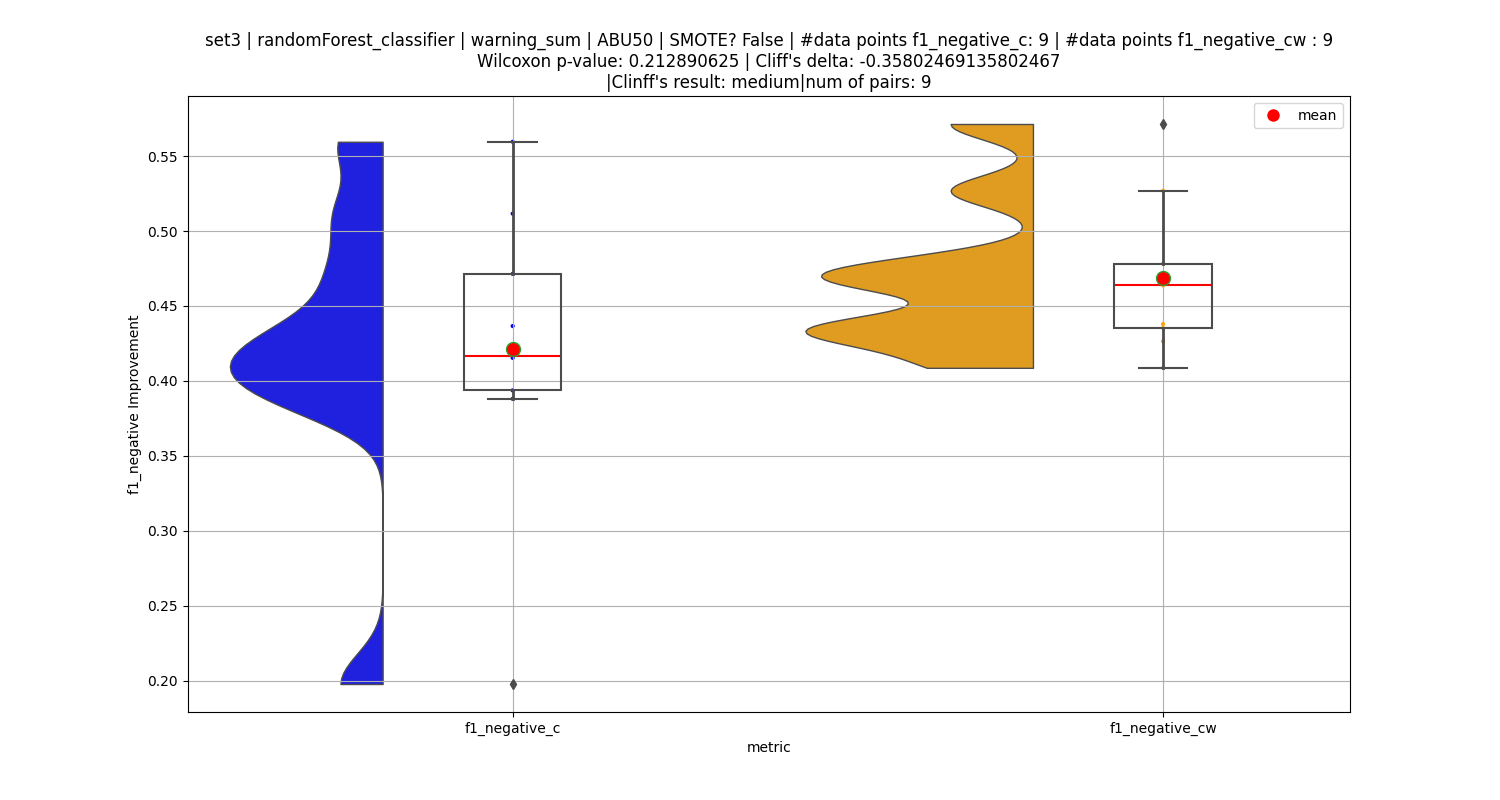 set3 | randomForest_classifier | warning_sum | ABU50 | SMOTE? False | #data points f1_negative_c: 9 | #data points f1_negative_cw : 9
Wilcoxon p-value: 0.212890625 | Cliff's delta: -0.35802469135802467
|Clinff's result: medium|num of pairs: 9
mean
0.55
0.50
0.45
0.40
0.35
0.30
0.25
0.20
f1_negative Improvement
f1_negative_c
f1_negative_cw
metric